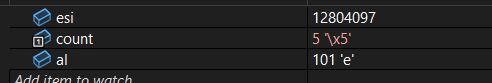 esi 12804097
count 5 '\x5'
al 101 'e'
Add item to watch